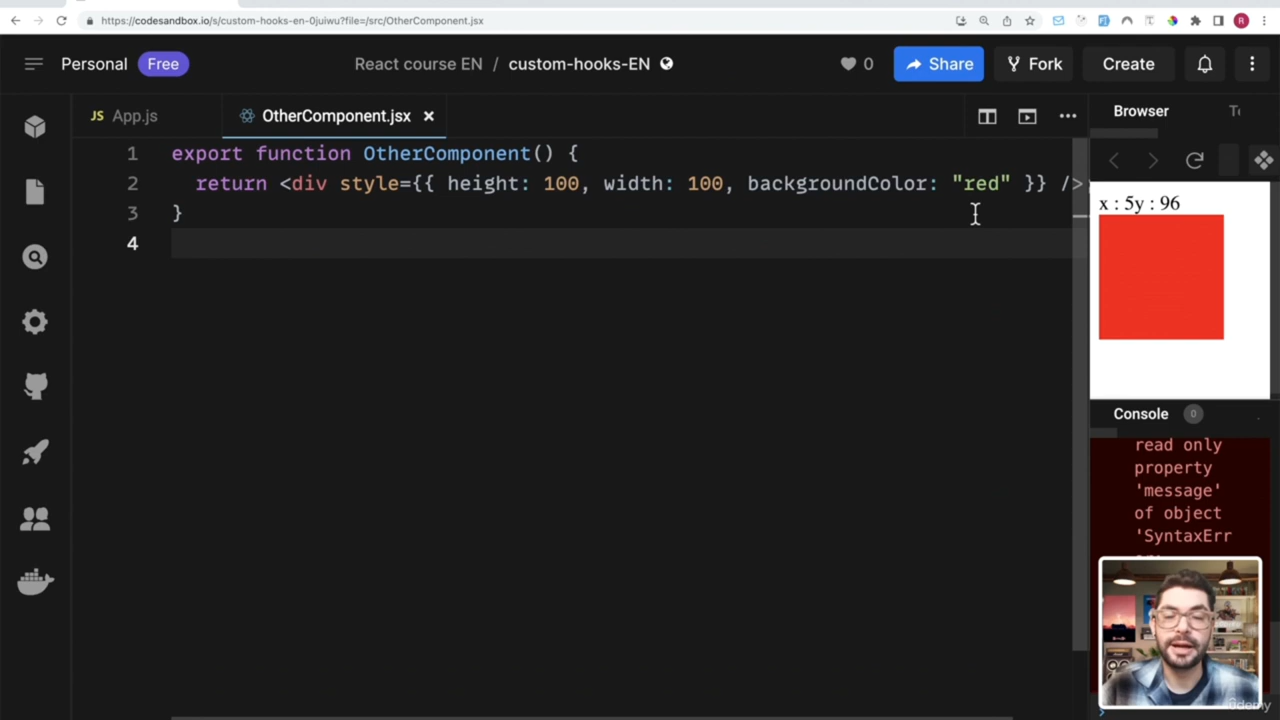 https://codesandbox.io/s/custom-hooks-en-0juiwu?file=/src/OtherComponent.jsx
R
Personal Free React course EN / custom-hooks-EN 0 Share Fork Create
JS App.js OtherComponent.jsx Browser
1 export function OtherComponent() {
2 return <div style={{ height: 100, width: 100, backgroundColor: "red" }} />
3 }
4
x : 5y : 96
Console 0
read only
property
'message'
of object
'SyntaxErr
ûdemy